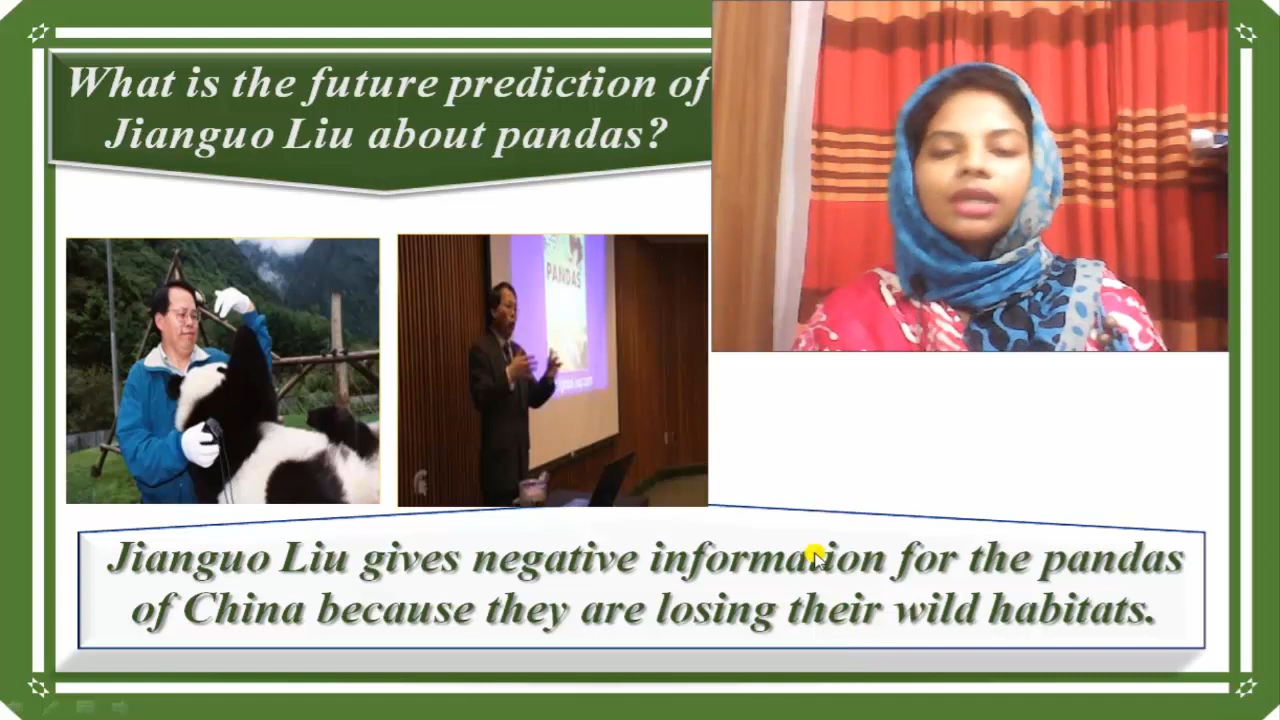 What is the future prediction of
Jianguo Liu about pandas?
PANDAS
Jianguo Liu gives negative information for the pandas
of China because they are losing their wild habitats.